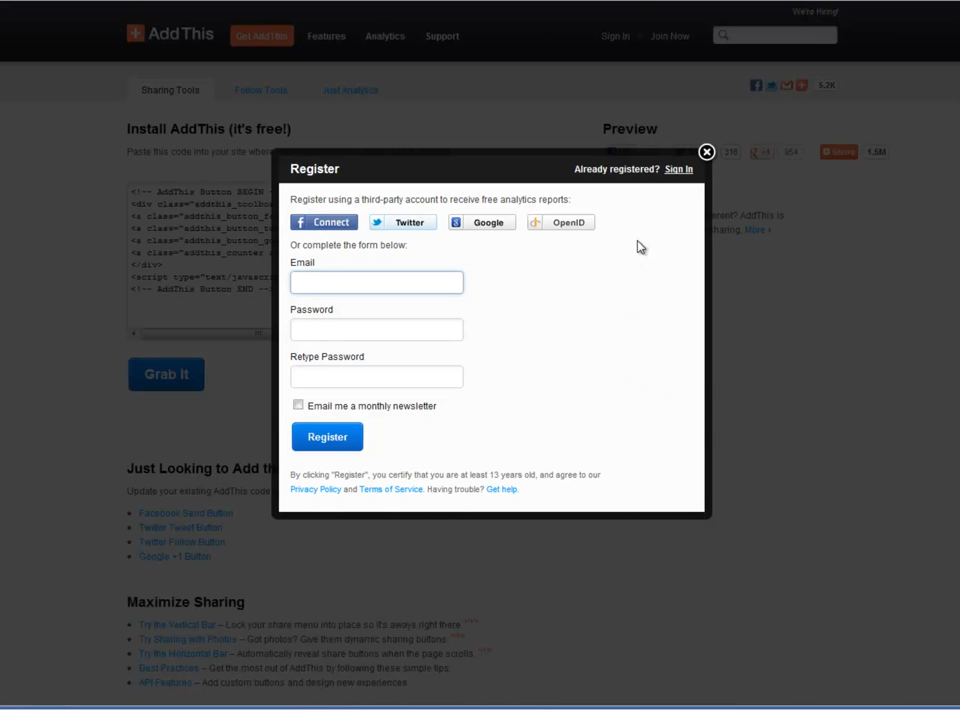 We're Hiring!
AddThis
Get AddThis
Features
Analytics
Support
Sign In
Join Now
Sharing Tools
Follow Tools
Just Analytics
5.2K
Install AddThis (it's free!)
Preview
Paste this code into your site where
318
+1
954
Share
1.5M
Register
Already registered? Sign In
Register using a third-party account to receive free analytics reports:
Connect
Twitter
Google
OpenID
Or complete the form below:
Email
Password
Retype Password
Email me a monthly newsletter
Register
By clicking "Register", you certify that you are at least 13 years old, and agree to our
Privacy Policy and Terms of Service. Having trouble? Get help.
<!-- AddThis Button BEGIN
<div class="addthis_toolbo
<a class="addthis_button_f
<a class="addthis_button_t
<a class="addthis_button_g
<a class="addthis_counter
</div>
<script type="text/javascr
<!-- AddThis Button END -->
erent? AddThis is
sharing. More ›
Grab It
Just Looking to Add th
Update your existing AddThis code
Facebook Send Button
Twitter Tweet Button
Twitter Follow Button
Google +1 Button
Maximize Sharing
Try the Vertical Bar – Lock your share menu into place so it's aways right there.
Try Sharing with Photos – Got photos? Give them dynamic sharing buttons.
Try the Horizontal Bar – Automatically reveal share buttons when the page scrolls.
Best Practices – Get the most out of AddThis by following these simple tips.
API Features – Add custom buttons and design new experiences